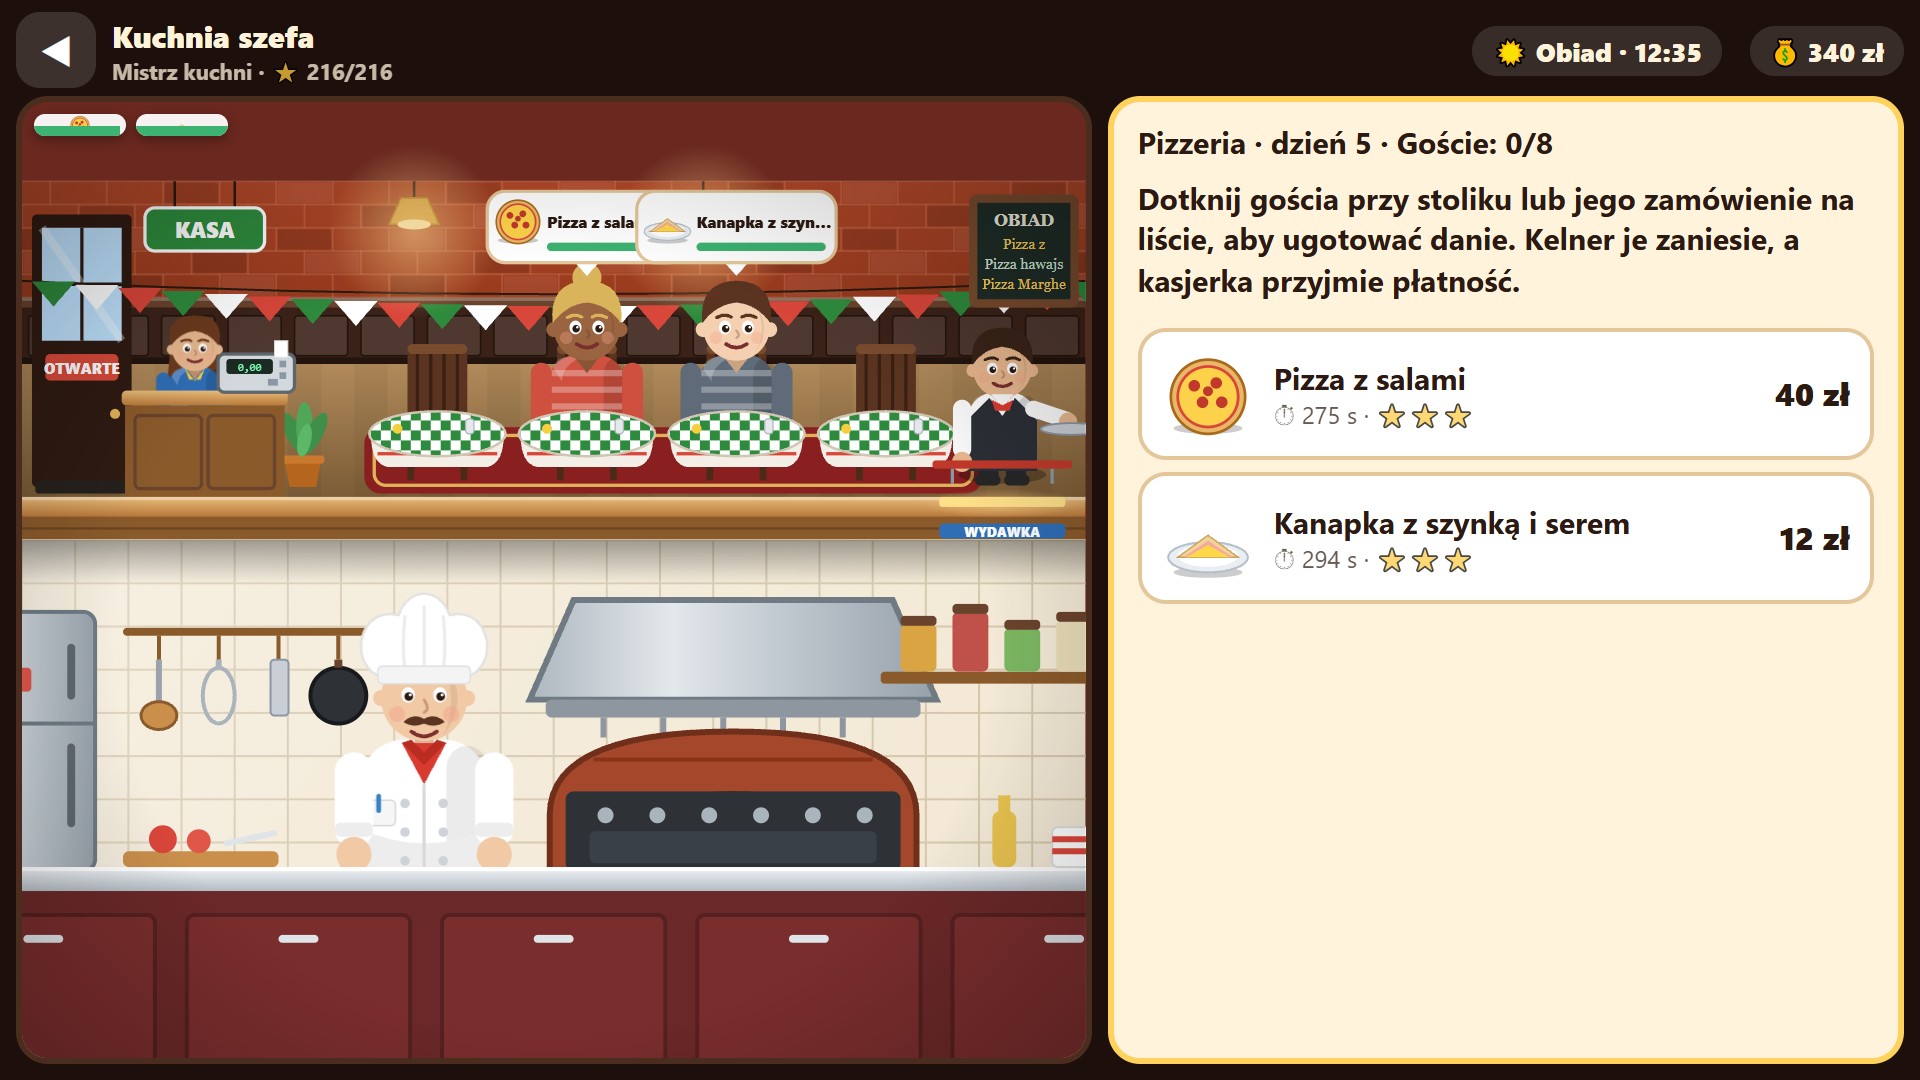 Kuchnia szefa
Mistrz kuchni · ★ 216/216
Obiad · 12:35
340 zł
KASA
Pizza z sala
Kanapka z szyn...
OBIAD
Pizza z
Pizza hawajs
Pizza Marghe
OTWARTE
0,00
WYDAWKA
Pizzeria · dzień 5 · Goście: 0/8
Dotknij gościa przy stoliku lub jego zamówienie na
liście, aby ugotować danie. Kelner je zaniesie, a
kasjerka przyjmie płatność.
Pizza z salami
40 zł
275 s ·
Kanapka z szynką i serem
12 zł
294 s ·